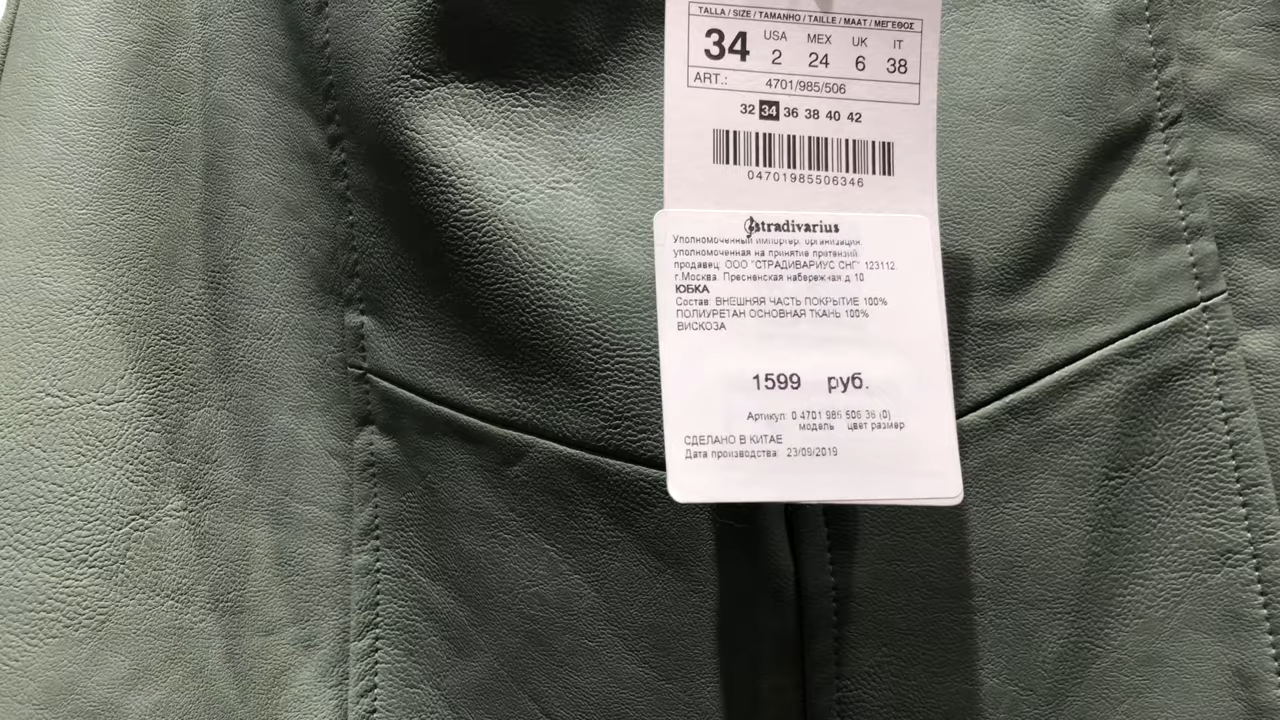 TALLA / SIZE / TAMANHO / TAILLE / MAAT / ΜΕΓΕΘΟΣ
34 USA 2 MEX 24 UK 6 IT 38
ART.: 4701/985/506
32 34 36 38 40 42
04701985506346
stradivarius
Уполномоченный импортер, организация,
уполномоченная на принятие претензий,
продавец: ООО "СТРАДИВАРИУС СНГ" 123112,
г.Москва. Пресненская набережная,д.10
ЮБКА
Состав: ВНЕШНЯЯ ЧАСТЬ ПОКРЫТИЕ 100%
ПОЛИУРЕТАН ОСНОВНАЯ ТКАНЬ 100%
ВИСКОЗА
1599 руб.
Артикул: 0 4701 985 506 36 (0)
модель цвет размер
СДЕЛАНО В КИТАЕ
Дата производства: 23/09/2019